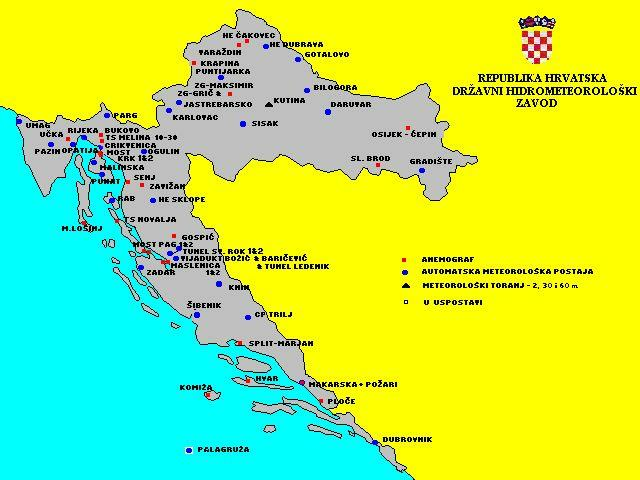 HE ČAKOVEC
HE DUBRAVA
VARAŽDIN
GOTALOVO
KRAPINA
PUNTIJARKA
REPUBLIKA HRVATSKA
DRŽAVNI HIDROMETEOROLOŠKI
ZAVOD
ZG-MAKSIMIR
BILOGORA
ZG-GRIČ &
KUTINA
JASTREBARSKO
DARUVAR
KARLOVAC
PARG
SISAK
UMAG
RIJEKA
BUKOVO
OSIJEK - ČEPIN
UČKA
TS MELINA 10-30
CRIKVENICA
PAZIN
OPATIJA
MOST
OGULIN
KRK 1&2
SL. BROD
GRADIŠTE
MALINSKA
PUNAT
SENJ
ZAVIŽAN
RAB
HE SKLOPE
TS NOVALJA
M.LOŠINJ
GOSPIĆ
MOST PAG 1&2
TUNEL SV. ROK 1&2
VIJADUKT BOŽIĆ & BARIČEVIĆ
ANEMOGRAF
MASLENICA
1&2
& TUNEL LEDENIK
ZADAR
AUTOMATSKA METEOROLOŠKA POSTAJA
KNIN
METEOROLOŠKI TORANJ - 2, 30 i 60 m
U USPOSTAVI
ŠIBENIK
CP TRILJ
SPLIT-MARJAN
HVAR
MAKARSKA + POŽARI
KOMIŽA
PLOČE
DUBROVNIK
PALAGRUŽA